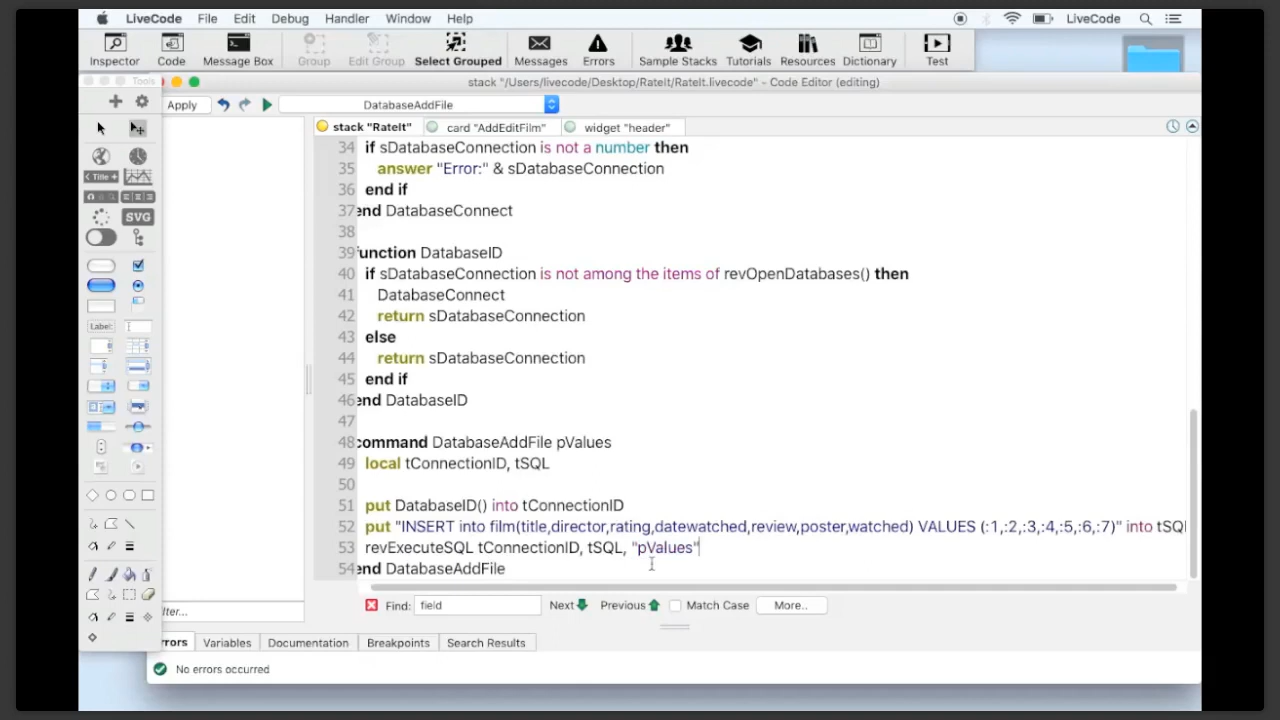 LiveCode File Edit Debug Handler Window Help LiveCode
Inspector Code Message Box Group Edit Group Select Grouped Messages Errors Sample Stacks Tutorials Resources Dictionary Test
Tools
stack "/Users/livecode/Desktop/RateIt/RateIt.livecode" - Code Editor (editing)
Apply DatabaseAddFile
stack "RateIt" card "AddEditFilm" widget "header"
34 if sDatabaseConnection is not a number then
35 answer "Error:" & sDatabaseConnection
36 end if
37 end DatabaseConnect
38
39 function DatabaseID
40 if sDatabaseConnection is not among the items of revOpenDatabases() then
41 DatabaseConnect
42 return sDatabaseConnection
43 else
44 return sDatabaseConnection
45 end if
46 end DatabaseID
47
48 command DatabaseAddFile pValues
49 local tConnectionID, tSQL
50
51 put DatabaseID() into tConnectionID
52 put "INSERT into film(title,director,rating,datewatched,review,poster,watched) VALUES (:1,:2,:3,:4,:5,:6,:7)" into tSQL
53 revExecuteSQL tConnectionID, tSQL, "pValues"
54 end DatabaseAddFile
< Title +
SVG
Label:
ilter...
Find: field Next Previous Match Case More..
rrors Variables Documentation Breakpoints Search Results
No errors occurred